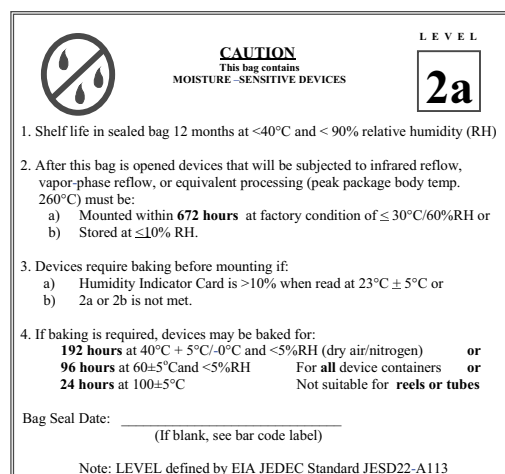 LEVEL
CAUTION
This bag contains
MOISTURE –SENSITIVE DEVICES
2a
1. Shelf life in sealed bag 12 months at <40°C and < 90% relative humidity (RH)
2. After this bag is opened devices that will be subjected to infrared reflow,
vapor-phase reflow, or equivalent processing (peak package body temp.
260°C) must be:
a) Mounted within 672 hours at factory condition of ≤ 30°C/60%RH or
b) Stored at ≤10% RH.
3. Devices require baking before mounting if:
a) Humidity Indicator Card is >10% when read at 23°C ± 5°C or
b) 2a or 2b is not met.
4. If baking is required, devices may be baked for:
192 hours at 40°C + 5°C/-0°C and <5%RH (dry air/nitrogen) or
96 hours at 60±5°Cand <5%RH For all device containers or
24 hours at 100±5°C Not suitable for reels or tubes
Bag Seal Date: ________________________________
(If blank, see bar code label)
Note: LEVEL defined by EIA JEDEC Standard JESD22-A113